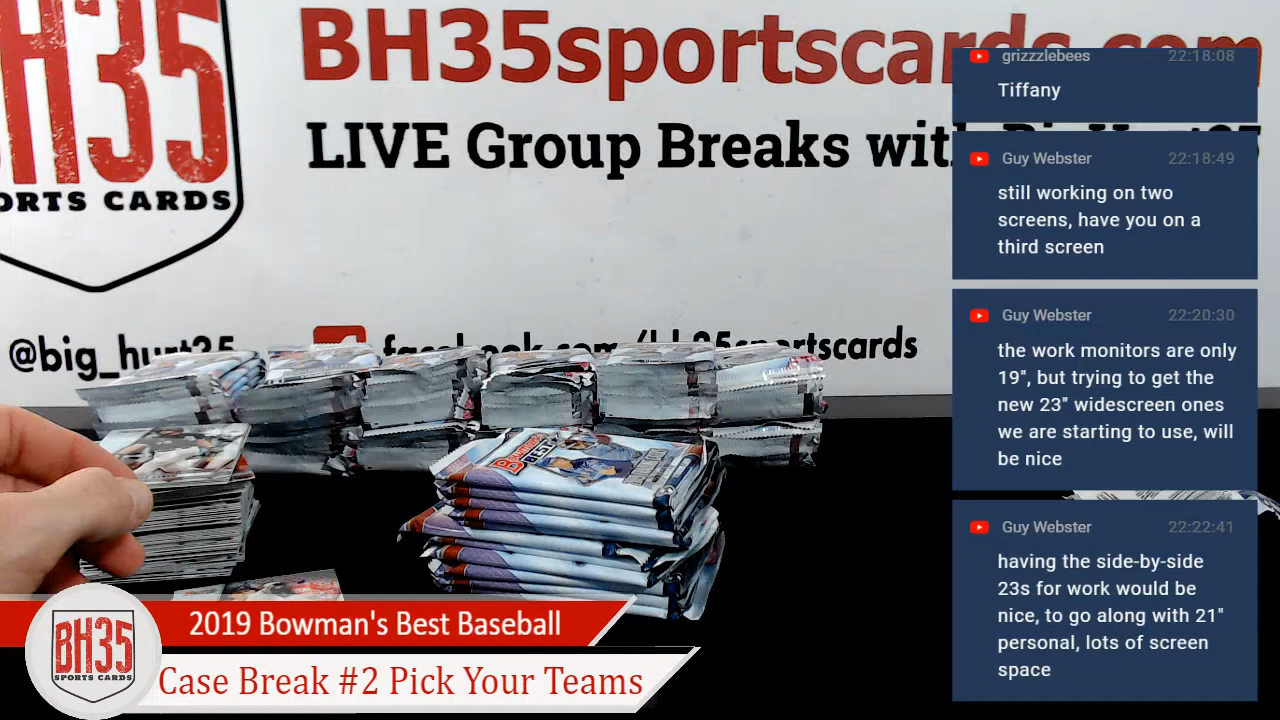 BH35
SPORTS CARDS
BH35sportscards.com
LIVE Group Breaks with
@big_hurt35
facebook.com/bh35sportscards
BOWMAN'S
BEST
grizzzlebees 22:18:08
Tiffany
Guy Webster 22:18:49
still working on two
screens, have you on a
third screen
Guy Webster 22:20:30
the work monitors are only
19", but trying to get the
new 23" widescreen ones
we are starting to use, will
be nice
Guy Webster 22:22:41
having the side-by-side
23s for work would be
nice, to go along with 21"
personal, lots of screen
space
BH35
SPORTS CARDS
2019 Bowman's Best Baseball
Case Break #2 Pick Your Teams